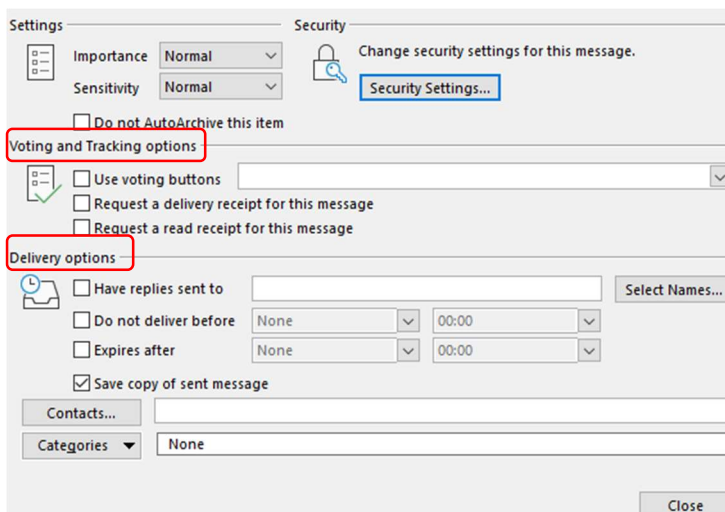 Settings
Security
Importance Normal
Change security settings for this message.
Sensitivity Normal
Security Settings...
Do not AutoArchive this item
Voting and Tracking options
Use voting buttons
Request a delivery receipt for this message
Request a read receipt for this message
Delivery options
Have replies sent to
Select Names...
Do not deliver before None 00:00
Expires after None 00:00
Save copy of sent message
Contacts...
Categories None
Close